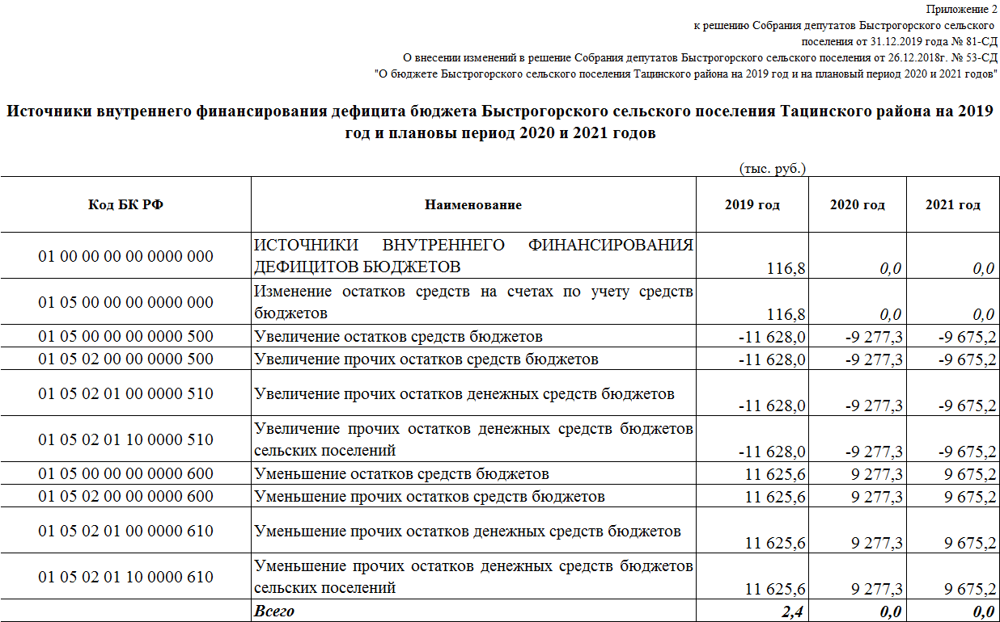 Приложение 2
к решению Собрания депутатов Быстрогорского сельского
поселения от 31.12.2019 года № 81-СД
О внесении изменений в решение Собрания депутатов Быстрогорского сельского поселения от 26.12.2018г. № 53-СД
"О бюджете Быстрогорского сельского поселения Тацинского района на 2019 год и на плановый период 2020 и 2021 годов"
Источники внутреннего финансирования дефицита бюджета Быстрогорского сельского поселения Тацинского района на 2019
год и плановы период 2020 и 2021 годов
(тыс. руб.)
Код БК РФ Наименование 2019 год 2020 год 2021 год
ИСТОЧНИКИ ВНУТРЕННЕГО ФИНАНСИРОВАНИЯ
01 00 00 00 00 0000 000 ДЕФИЦИТОВ БЮДЖЕТОВ 116,8 0,0 0,0
Изменение остатков средств на счетах по учету средств
01 05 00 00 00 0000 000 бюджетов 116,8 0,0 0,0
01 05 00 00 00 0000 500 Увеличение остатков средств бюджетов -11 628,0 -9 277,3 -9 675,2
01 05 02 00 00 0000 500 Увеличение прочих остатков средств бюджетов -11 628,0 -9 277,3 -9 675,2
01 05 02 01 00 0000 510 Увеличение прочих остатков денежных средств бюджетов -11 628,0 -9 277,3 -9 675,2
Увеличение прочих остатков денежных средств бюджетов
01 05 02 01 10 0000 510 сельских поселений -11 628,0 -9 277,3 -9 675,2
01 05 00 00 00 0000 600 Уменьшение остатков средств бюджетов 11 625,6 9 277,3 9 675,2
01 05 02 00 00 0000 600 Уменьшение прочих остатков средств бюджетов 11 625,6 9 277,3 9 675,2
01 05 02 01 00 0000 610 Уменьшение прочих остатков денежных средств бюджетов 11 625,6 9 277,3 9 675,2
Уменьшение прочих остатков денежных средств бюджетов
01 05 02 01 10 0000 610 сельских поселений 11 625,6 9 277,3 9 675,2
Всего 2,4 0,0 0,0